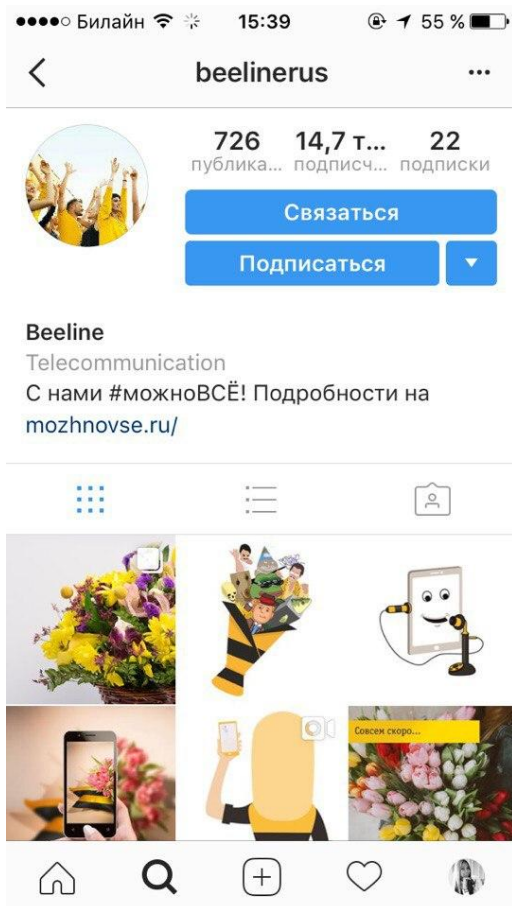 Билайн 15:39 55 %
beelinerus
726 14,7 т... 22
публика... подписч... подписки
Связаться
Подписаться
Beeline
Telecommunication
С нами #можноВСЁ! Подробности на
mozhnovse.ru/
Совсем скоро...